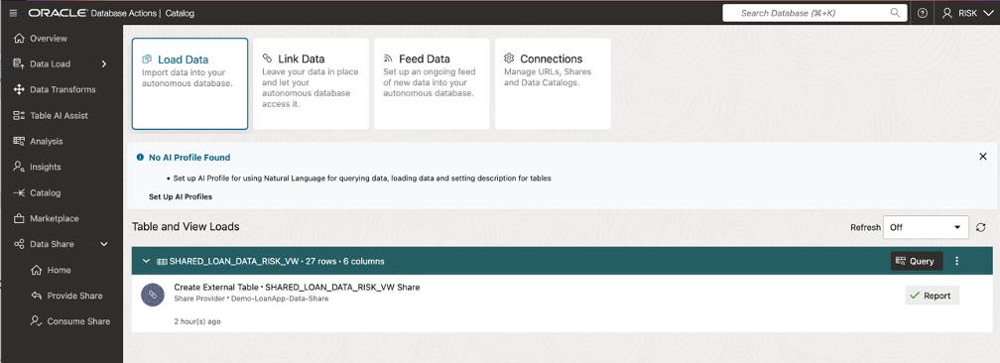 ORACLE Database Actions | Catalog
Search Database (⌘+K)
RISK
Overview
Data Load
Data Transforms
Table AI Assist
Analysis
Insights
Catalog
Marketplace
Data Share
Home
Provide Share
Consume Share
Load Data
Import data into your
autonomous database.
Link Data
Leave your data in place
and let your
autonomous database
access it.
Feed Data
Set up an ongoing feed
of new data into your
autonomous database.
Connections
Manage URLs, Shares
and Data Catalogs.
No AI Profile Found
• Set up AI Profile for using Natural Language for querying data, loading data and setting description for tables
Set Up AI Profiles
Table and View Loads
Refresh Off
SHARED_LOAN_DATA_RISK_VW • 27 rows • 6 columns
Query
Create External Table • SHARED_LOAN_DATA_RISK_VW Share
Share Provider • Demo-LoanApp-Data-Share
Report
2 hour(s) ago